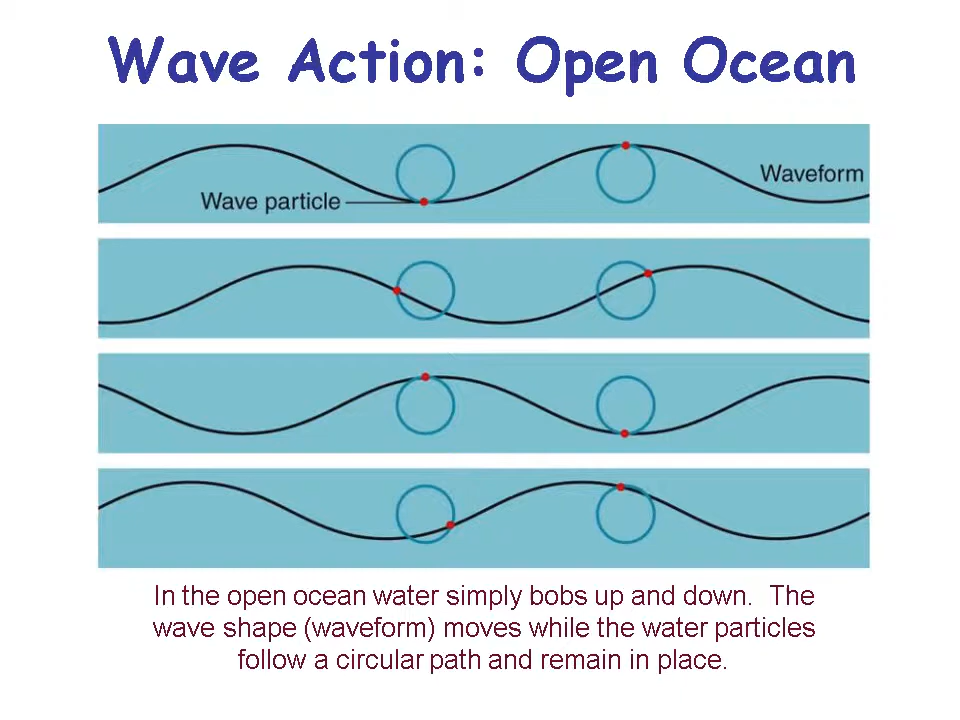 Wave Action: Open Ocean
Waveform
Wave particle
In the open ocean water simply bobs up and down.  The
wave shape (waveform) moves while the water particles
follow a circular path and remain in place.